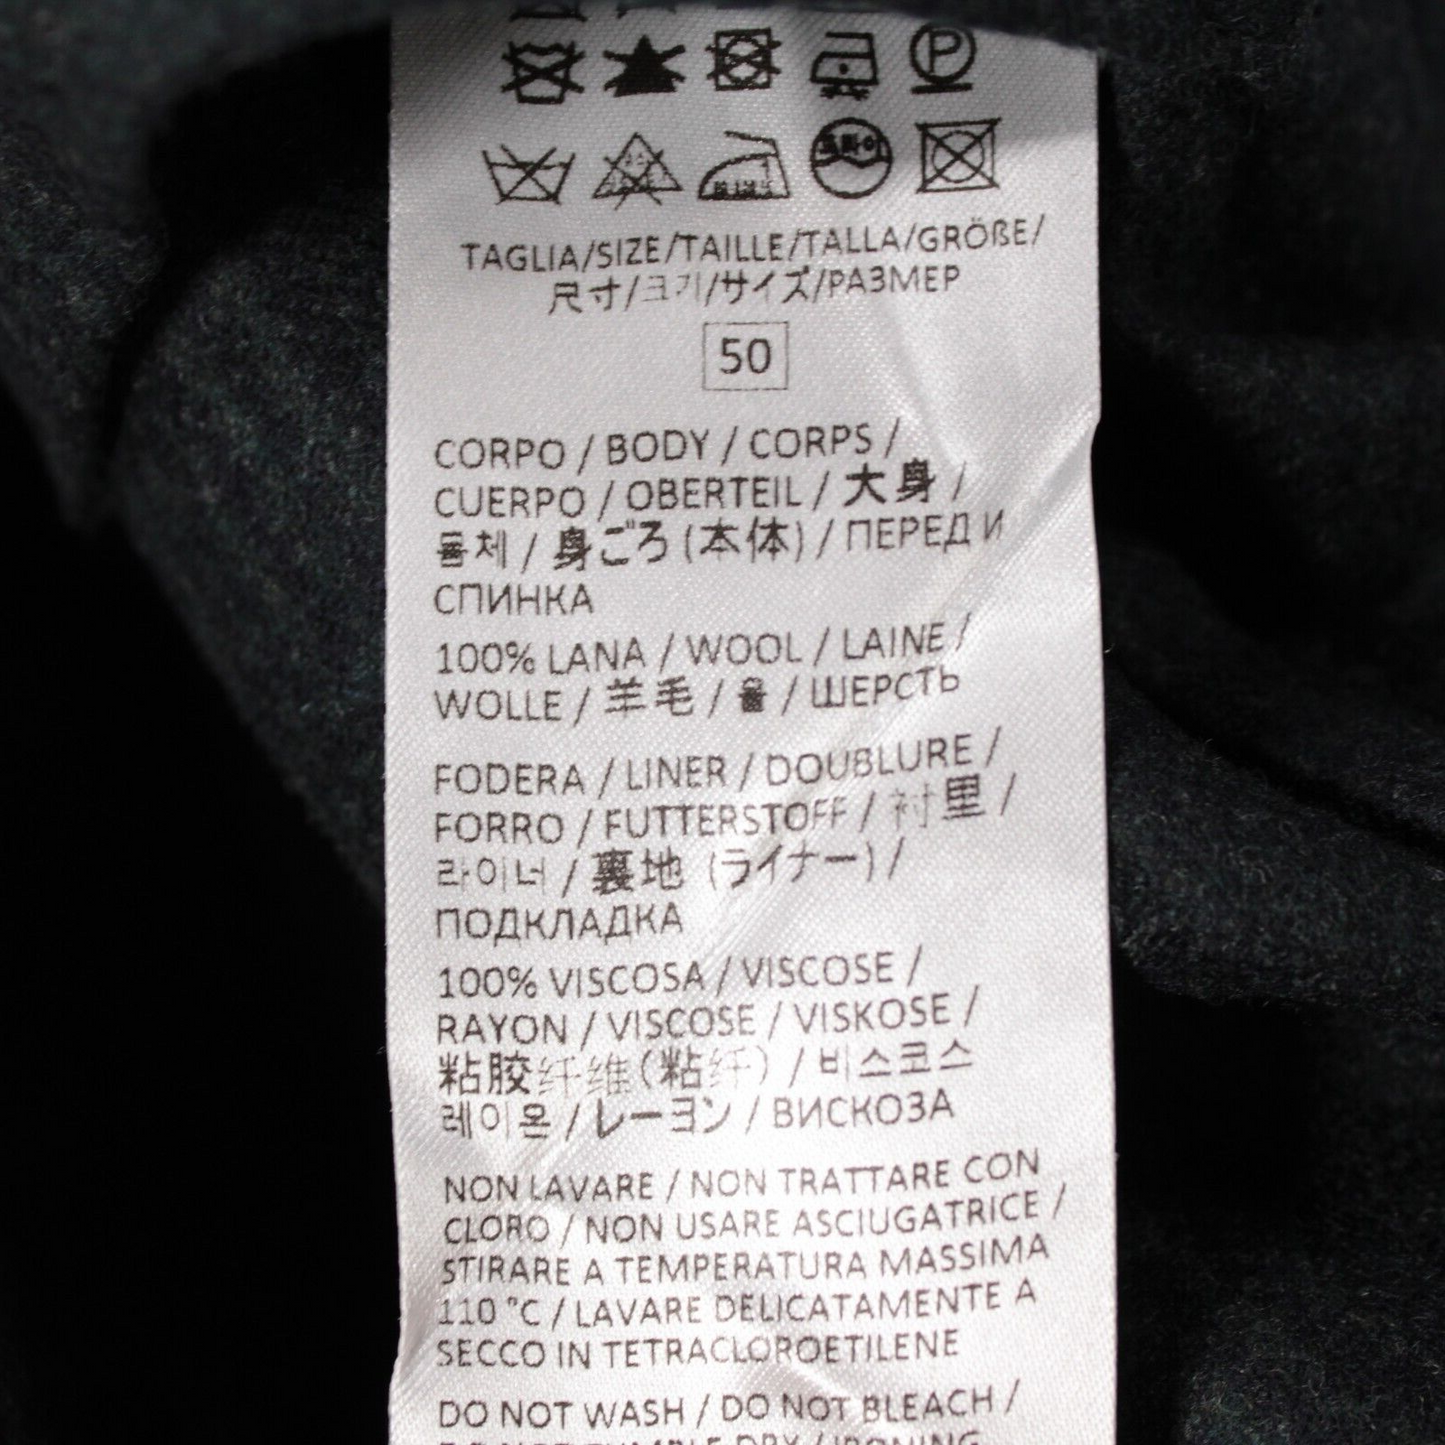 P
TAGLIA/SIZE/TAILLE/TALLA/GRÖßE/
尺寸/크기/サイズ/РАЗМЕР
50
CORPO / BODY / CORPS /
CUERPO / OBERTEIL / 大身 /
몸체 / 身ごろ (本体) / ПЕРЕД И
СПИНКА
100% LANA / WOOL / LAINE /
WOLLE / 羊毛 / 울 / ШЕРСТЬ
FODERA / LINER / DOUBLURE /
FORRO / FUTTERSTOFF / 衬里 /
라이너 / 裏地 (ライナー) /
ПОДКЛАДКА
100% VISCOSA / VISCOSE /
RAYON / VISCOSE / VISKOSE /
粘胶纤维(粘纤) / 비스코스
레이온 / レーヨン / ВИСКОЗА
NON LAVARE / NON TRATTARE CON
CLORO / NON USARE ASCIUGATRICE /
STIRARE A TEMPERATURA MASSIMA
110 °C / LAVARE DELICATAMENTE A
SECCO IN TETRACLOROETILENE
DO NOT WASH / DO NOT BLEACH /